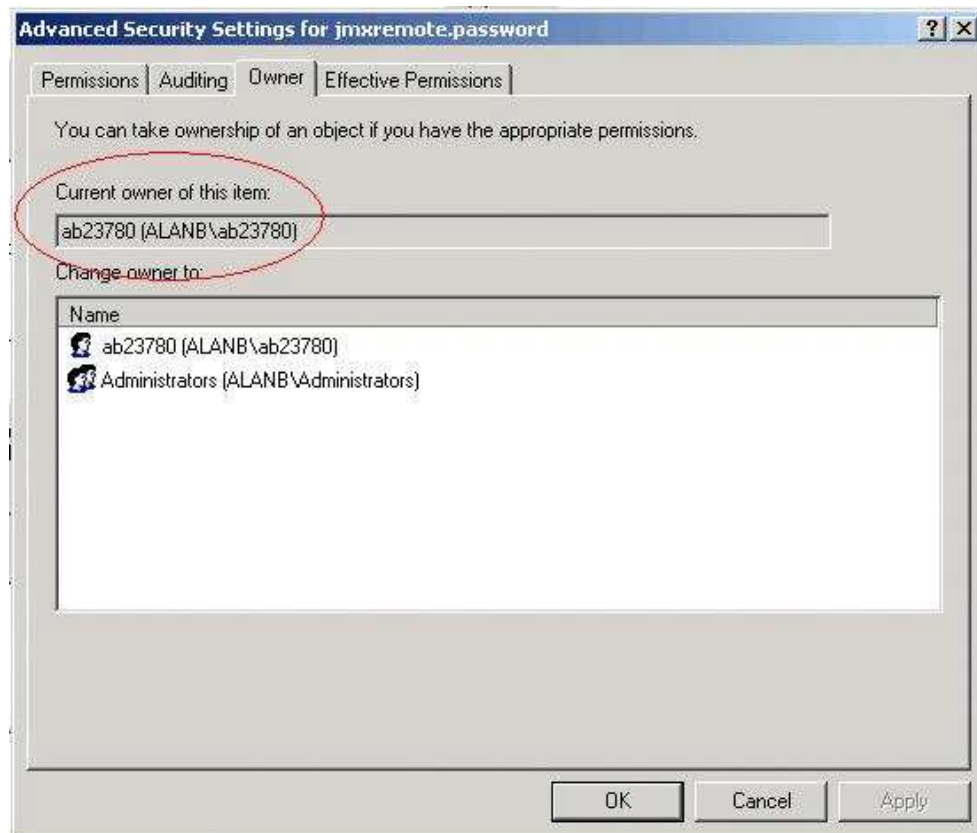 Advanced Security Settings for jmxremote.password
Permissions Auditing Owner Effective Permissions
You can take ownership of an object if you have the appropriate permissions.
Current owner of this item:
ab23780 (ALANB\ab23780)
Change owner to:
Name
ab23780 (ALANB\ab23780)
Administrators (ALANB\Administrators)
OK Cancel Apply